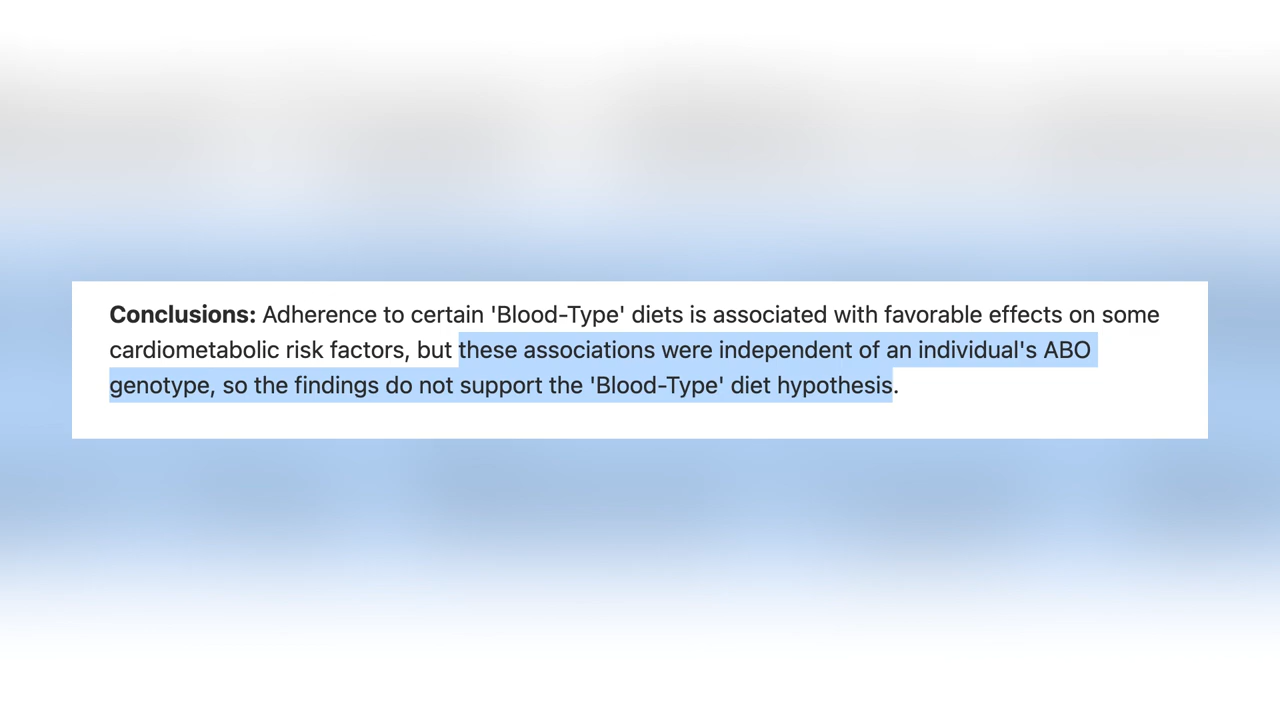 Conclusions: Adherence to certain 'Blood-Type' diets is associated with favorable effects on some
cardiometabolic risk factors, but these associations were independent of an individual's ABO
genotype, so the findings do not support the 'Blood-Type' diet hypothesis.